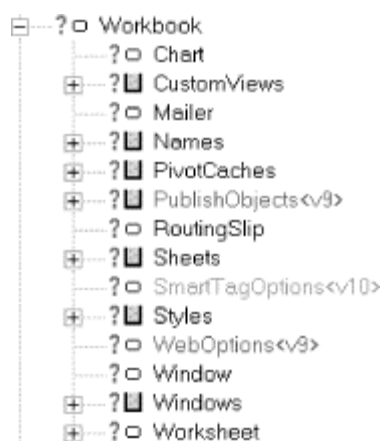 ? Workbook
? Chart
? CustomViews
? Mailer
? Names
? PivotCaches
? PublishObjects<v9>
? RoutingSlip
? Sheets
? SmartTagOptions<v10>
? Styles
? WebOptions<v9>
? Window
? Windows
? Worksheet